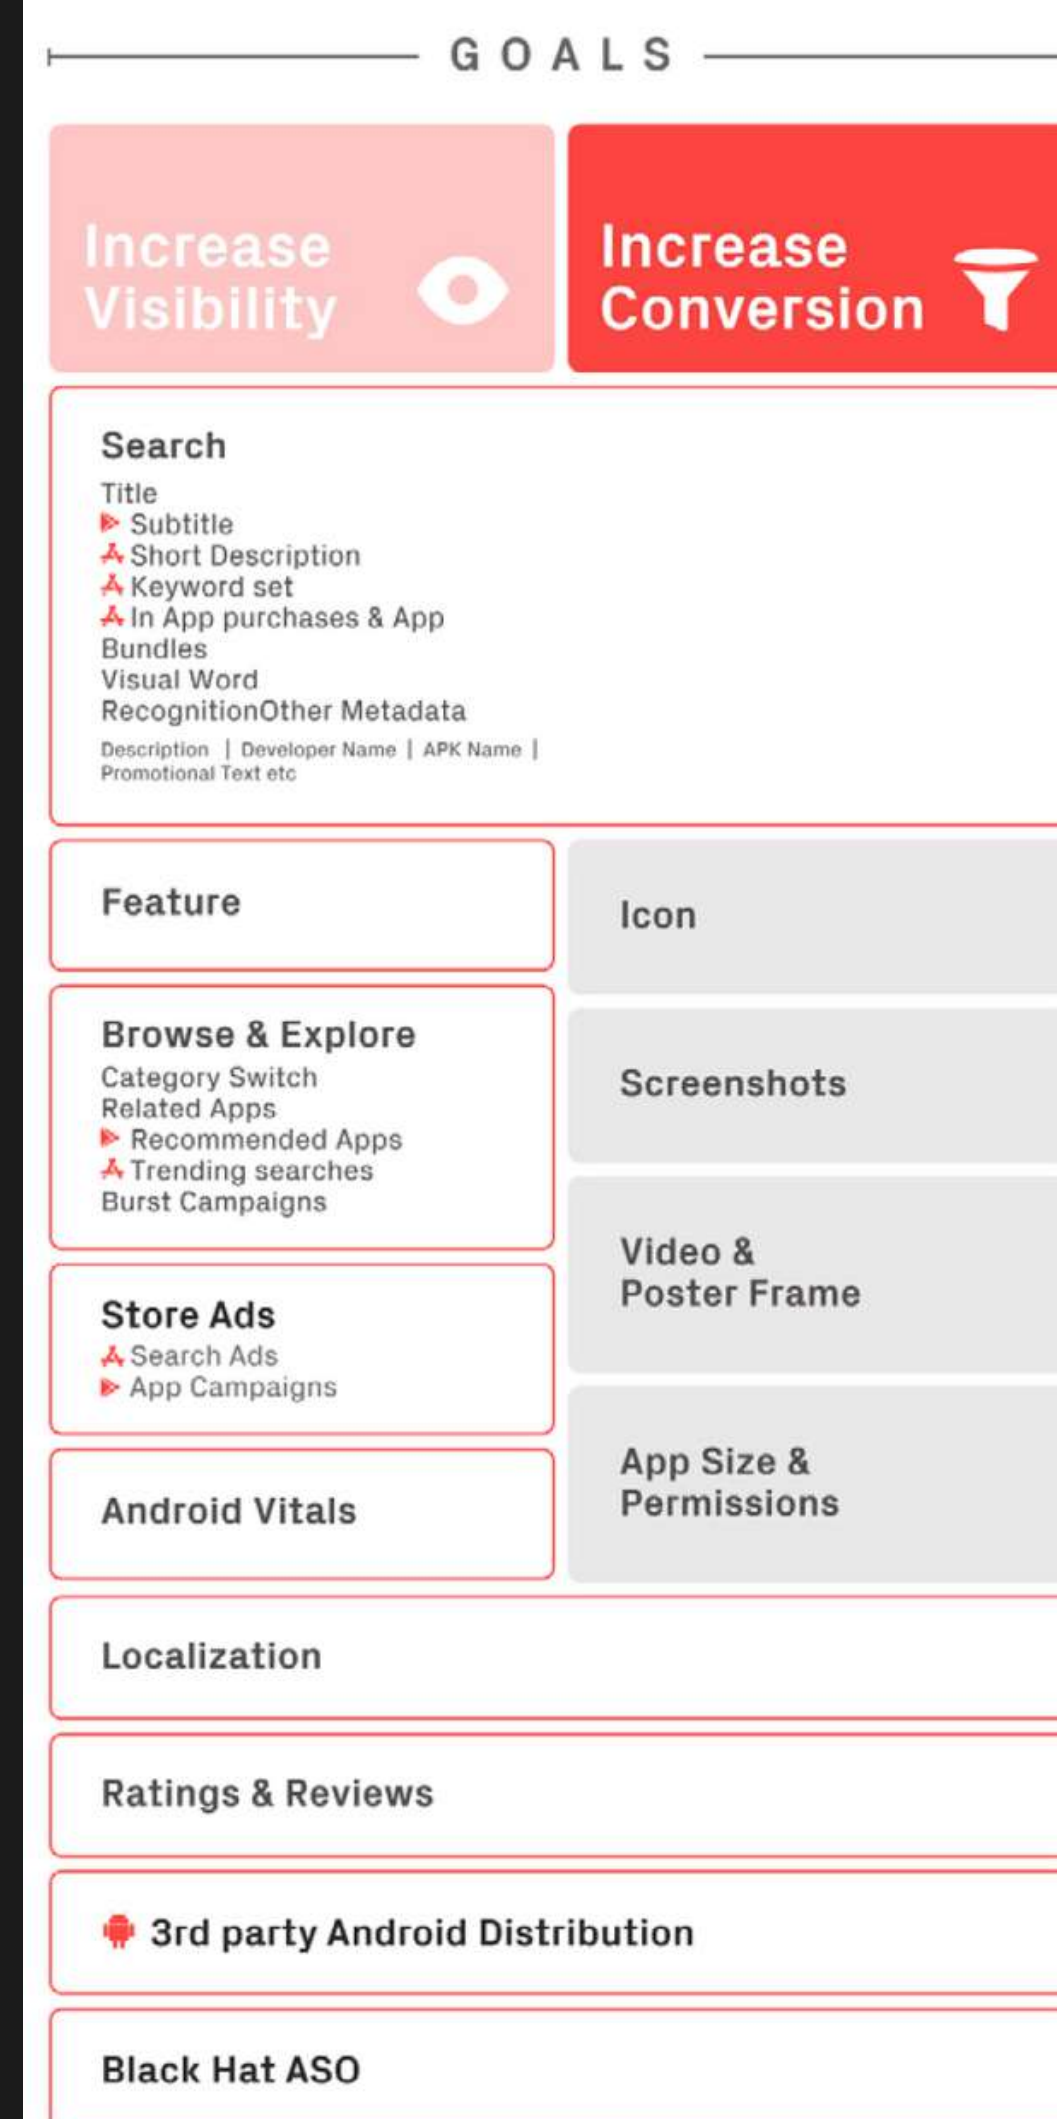 GOALS
Increase
Visibility
Increase
Conversion
Search
Title
Subtitle
Short Description
Keyword set
In App purchases & App
Bundles
Visual Word
RecognitionOther Metadata
Description | Developer Name | APK Name |
Promotional Text etc
Feature
Browse & Explore
Category Switch
Related Apps
Recommended Apps
Trending searches
Burst Campaigns
Store Ads
Search Ads
App Campaigns
Android Vitals
Icon
Screenshots
Video &
Poster Frame
App Size &
Permissions
Localization
Ratings & Reviews
3rd party Android Distribution
Black Hat ASO